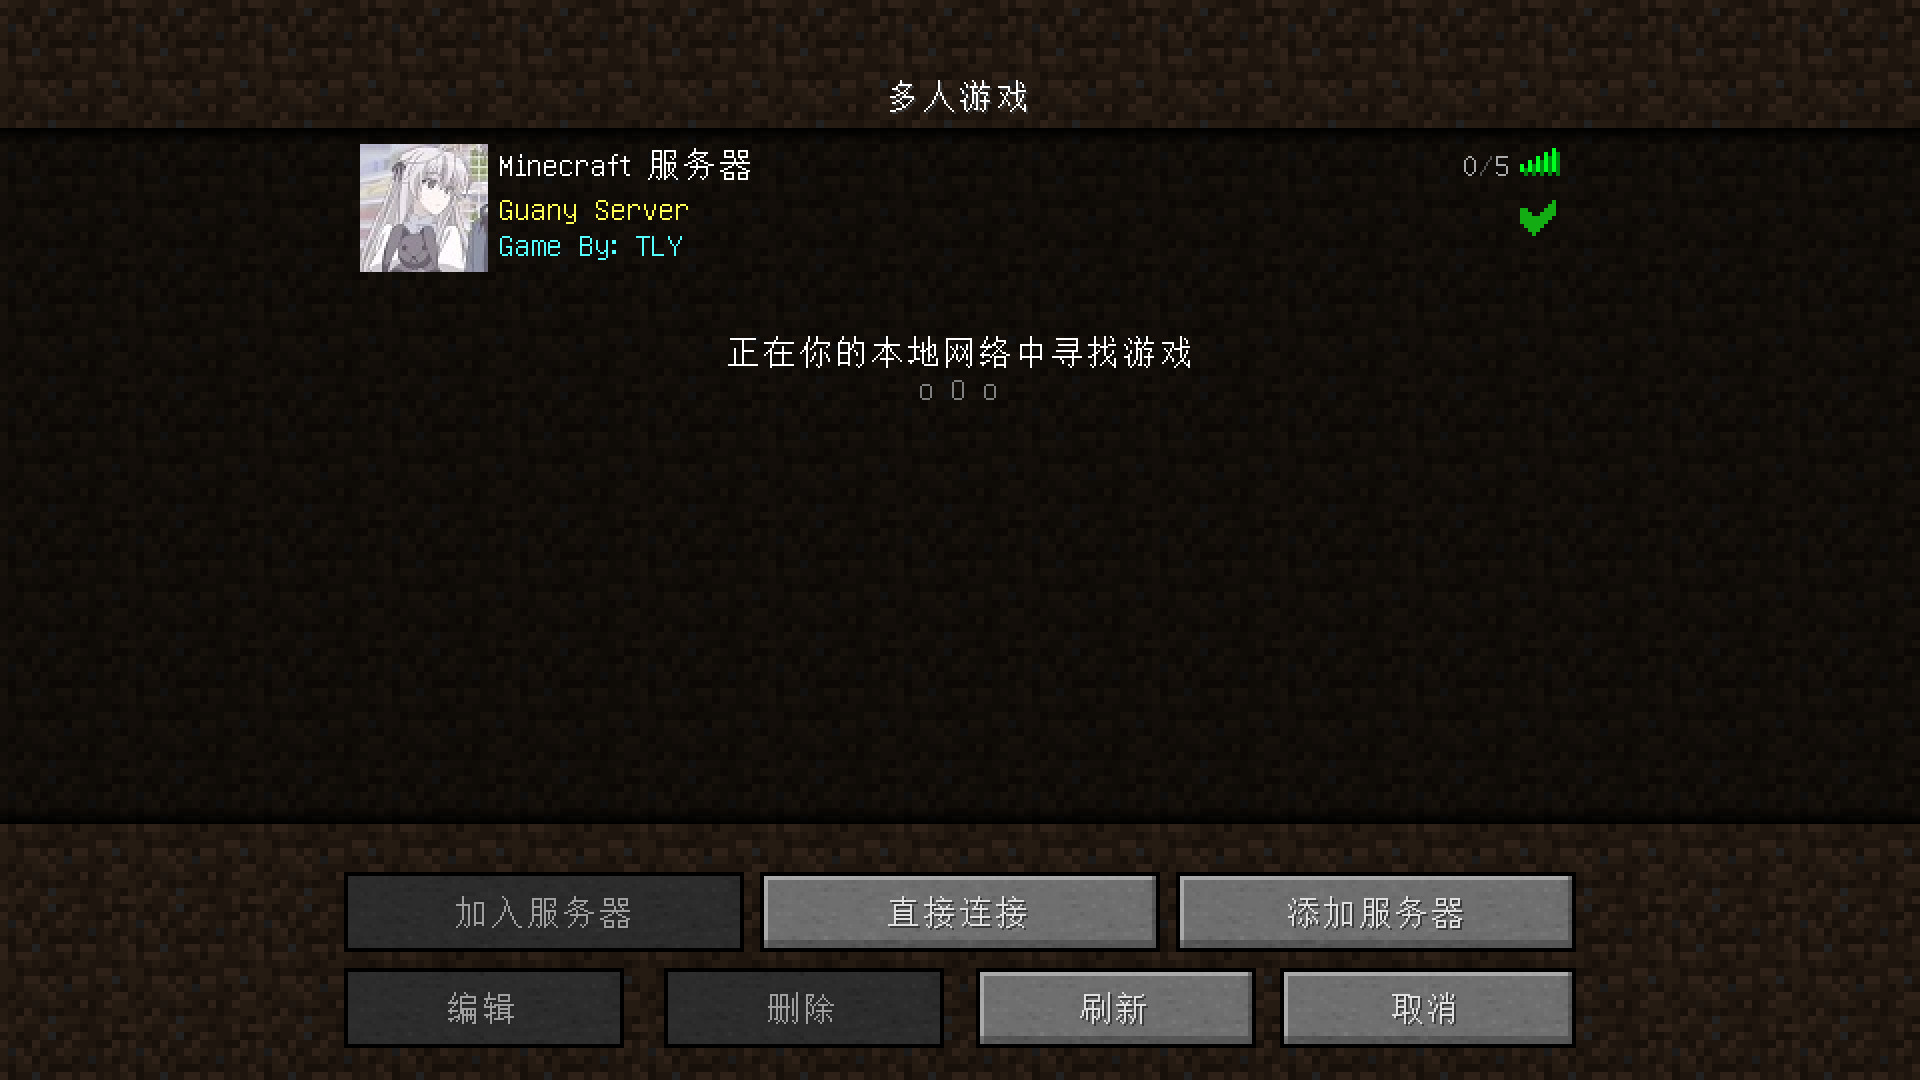 多人游戏
Minecraft 服务器
0/5
Guany Server
Game By: TLY
正在你的本地网络中寻找游戏
o O o
加入服务器
直接连接
添加服务器
编辑
删除
刷新
取消